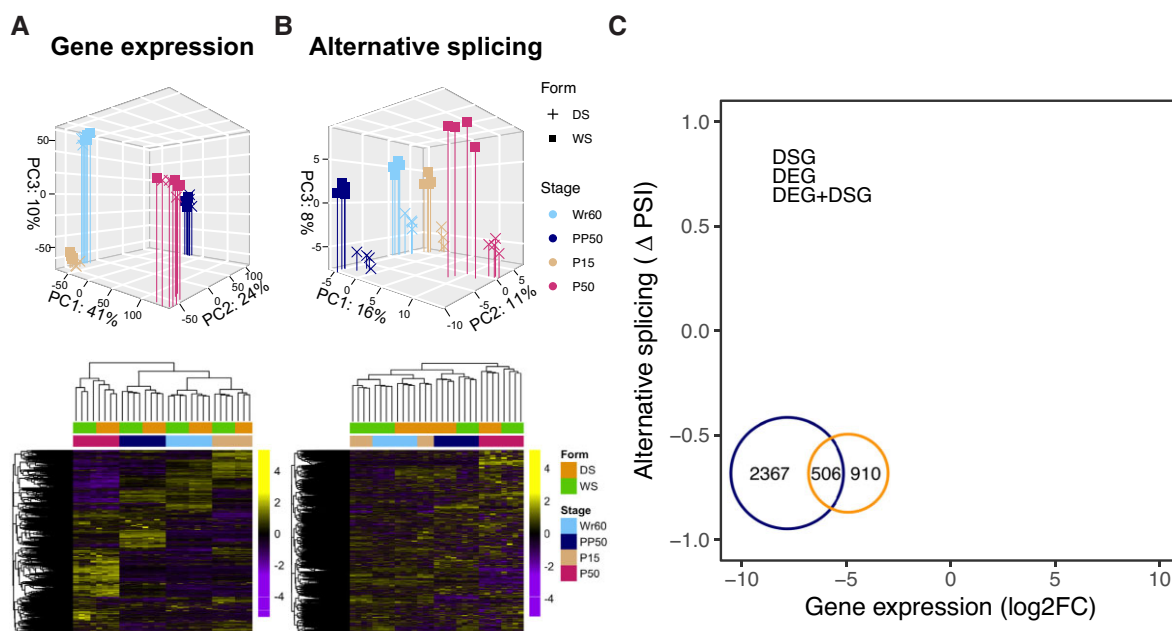 A
Gene expression
B
Alternative splicing
C
50
0
-50
PC3: 10%
-50
0
50
100
PC1: 41%
-50
0
50
100
PC2: 24%
5
0
-5
PC3: 8%
-5
0
5
10
PC1: 16%
-10
-5
0
5
PC2: 11%
Form
DS
WS
Stage
Wr60
PP50
P15
P50
4
2
0
-2
-4
4
2
0
-2
-4
Form
DS
WS
Stage
Wr60
PP50
P15
P50
Alternative splicing ( Δ PSI)
1.0
0.5
0.0
−0.5
−1.0
DSG
DEG
DEG+DSG
2367
506
910
−10
−5
0
5
10
Gene expression (log2FC)